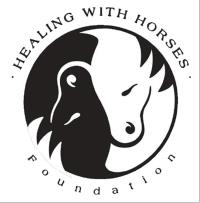 · HEALING WITH HORSES ·
Foundation